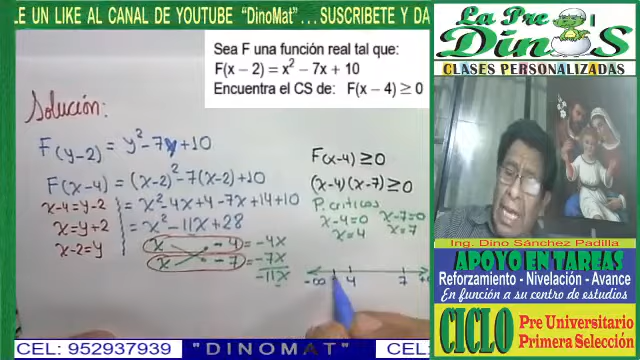 LE UN LIKE AL CANAL DE YOUTUBE "DinoMat"... SUSCRIBETE Y DA
La Pre
DinoS
CLASES PERSONALIZADAS
Sea F una función real tal que:
F(x – 2) = x² – 7x + 10
Encuentra el CS de: F(x – 4) ≥ 0
Solución:
F(y-2) = y²-7y+10
F(x-4) = (x-2)²-7(x-2)+10
x-4=y-2 = x²-4x+4-7x+14+10
x=y+2 = x²-11x+28
x-2=y
x -4 = -4x
x -7 = -7x
-11x
F(x-4) ≥0
(x-4)(x-7) ≥0
P. criticos
x-4=0 x-7=0
x=4 x=7
-∞ 4 7
Ing. Dino Sánchez Padilla
APOYO EN TAREAS
Reforzamiento, Nivelación, Avance
En función a su centro de estudios
CICLO Pre Universitario
Primera Selección
CEL: 952937939 "DINOMAT" CEL: